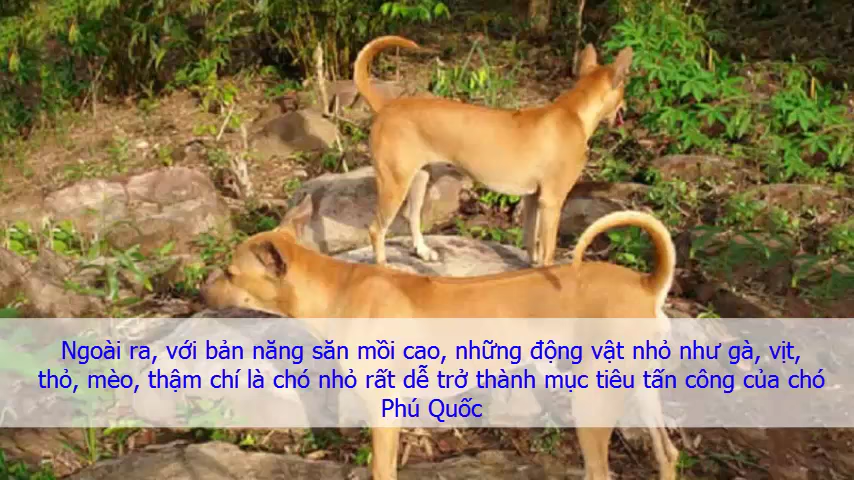 Ngoài ra, với bản năng săn mồi cao, những động vật nhỏ như gà, vịt,
thỏ, mèo, thậm chí là chó nhỏ rất dễ trở thành mục tiêu tấn công của chó
Phú Quốc